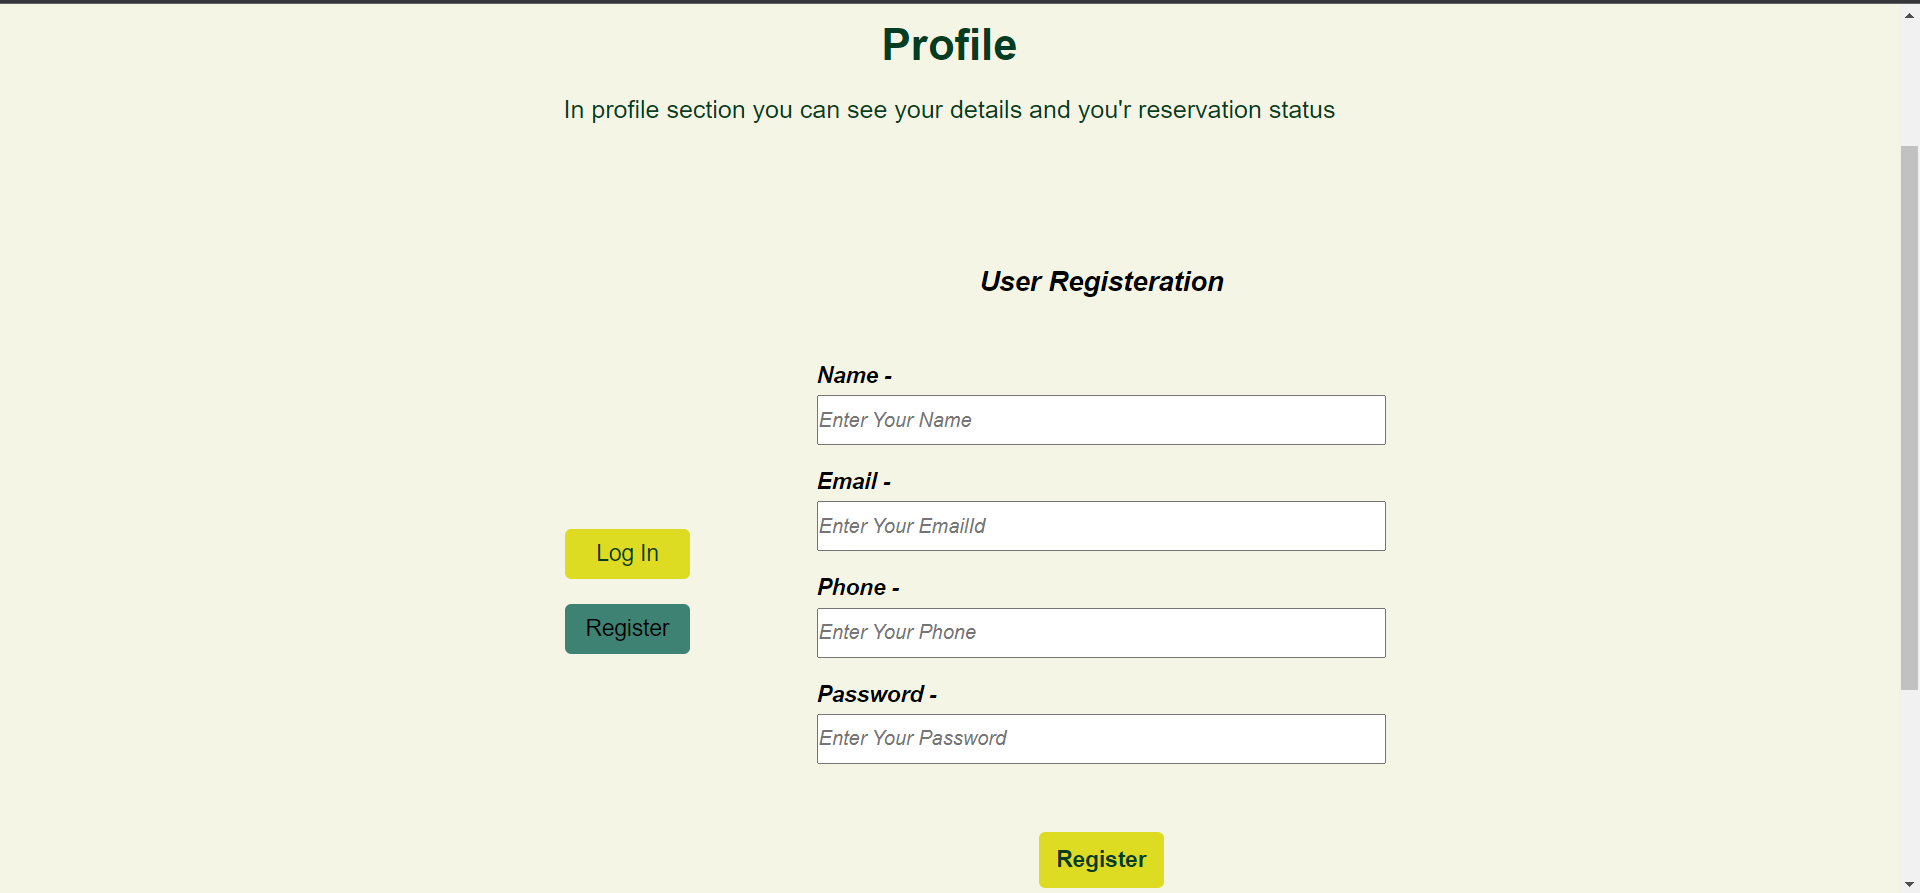 Profile
In profile section you can see your details and you'r reservation status
User Registeration
Name -
Enter Your Name
Email -
Enter Your EmailId
Log In
Phone -
Register
Enter Your Phone
Password -
Enter Your Password
Register